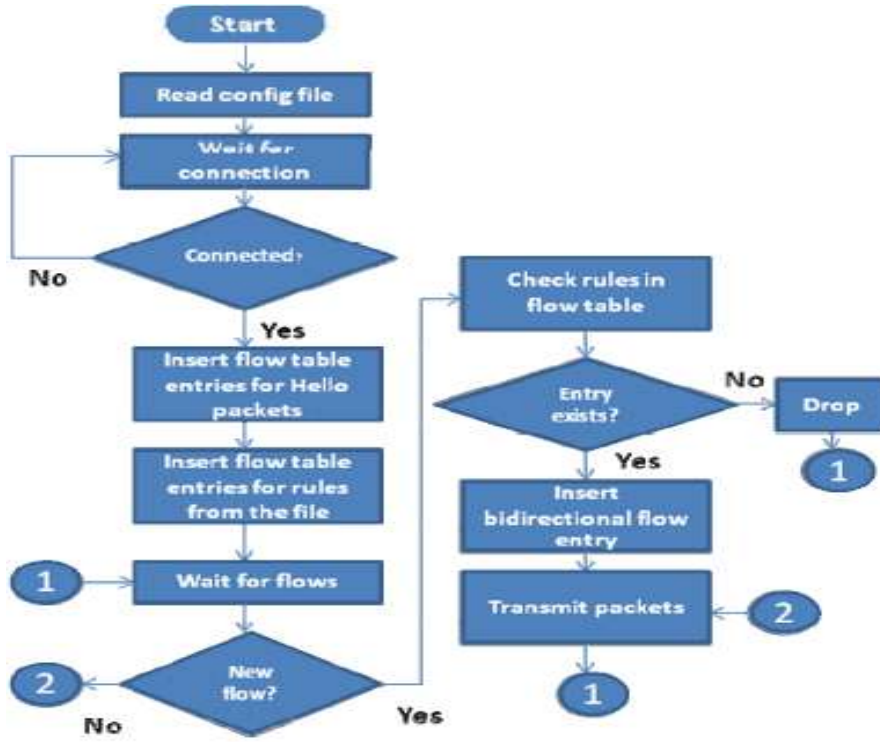 Start
Read config file
Wait for
connection
Connected?
No
Yes
Insert flow table
entries for Hello
packets
Insert flow table
entries for rules
from the file
1
Wait for flows
2
New
flow?
No
Yes
Check rules in
flow table
Entry
exists?
No
Drop
1
Yes
Insert
bidirectional flow
entry
Transmit packets
2
1